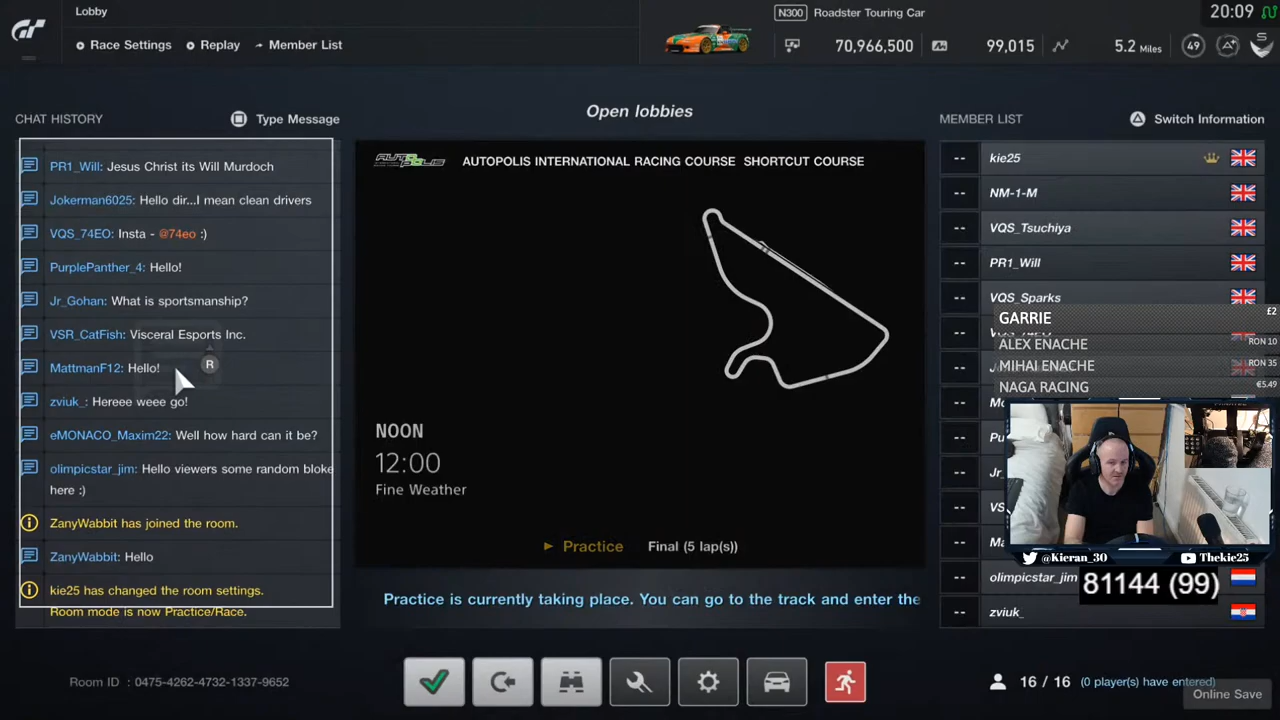 Lobby
Race Settings
Replay
Member List
N300
Roadster Touring Car
20:09
70,966,500
99,015
5.2 Miles
49
S
CHAT HISTORY
Type Message
PR1_Will: Jesus Christ its Will Murdoch
Jokerman6025: Hello dir...I mean clean drivers
VQS_74EO: Insta - @74eo :)
PurplePanther_4: Hello!
Jr_Gohan: What is sportsmanship?
VSR_CatFish: Visceral Esports Inc.
MattmanF12: Hello!
R
zviuk_: Hereee weee go!
eMONACO_Maxim22: Well how hard can it be?
olimpicstar_jim: Hello viewers some random bloke
here :)
ZanyWabbit has joined the room.
ZanyWabbit: Hello
kie25 has changed the room settings.
Room mode is now Practice/Race.
Open lobbies
AUTOPOLIS
AUTOPOLIS INTERNATIONAL RACING COURSE SHORTCUT COURSE
NOON
12:00
Fine Weather
Practice
Final (5 lap(s))
Practice is currently taking place. You can go to the track and enter the
MEMBER LIST
Switch Information
-- kie25
-- NM-1-M
-- VQS_Tsuchiya
-- PR1_Will
-- VQS_Sparks
GARRIE £2
ALEX ENACHE RON 10
MIHAI ENACHE RON 35
NAGA RACING €5.49
@Kieran_30
Thekie25
-- olimpicstar_jim
81144 (99)
-- zviuk_
Room ID : 0475-4262-4732-1337-9652
16 / 16
(0 player(s) have entered)
Online Save